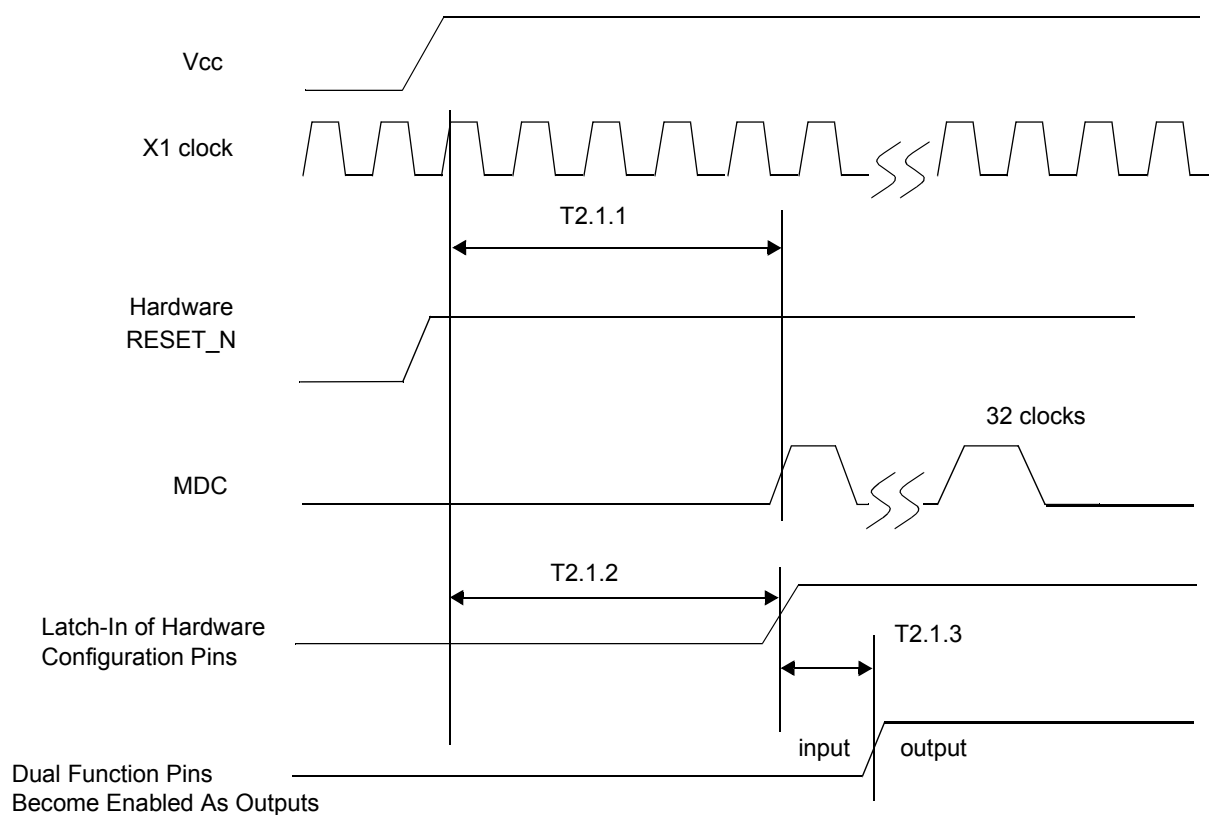 Vcc
X1 clock
T2.1.1
Hardware
RESET_N
32 clocks
MDC
T2.1.2
Latch-In of Hardware
Configuration Pins
T2.1.3
input
output
Dual Function Pins
Become Enabled As Outputs